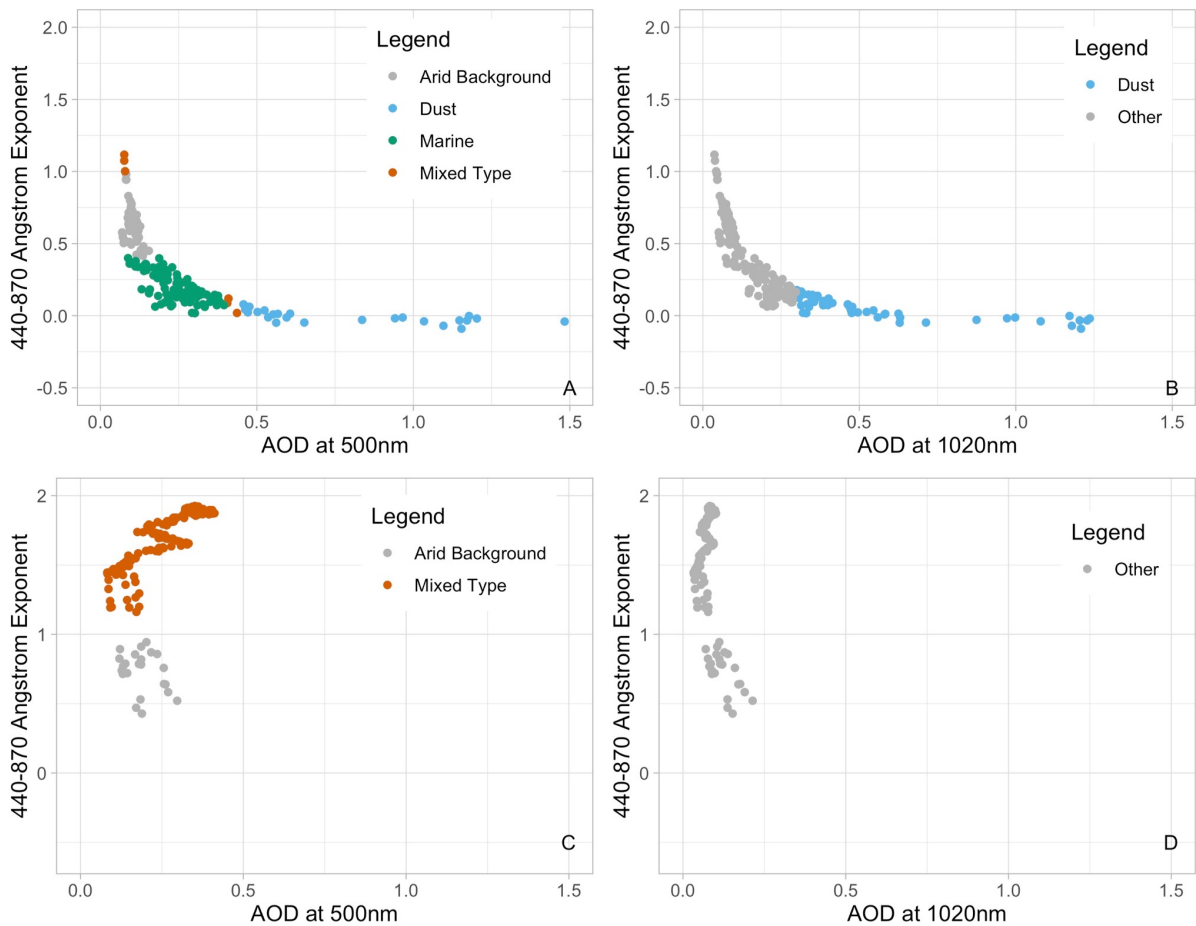 2.0
1.5
1.0
0.5
0.0
-0.5
440-870 Angstrom Exponent
Legend
Arid Background
Dust
Marine
Mixed Type
A
0.0 0.5 1.0 1.5
AOD at 500nm
2.0
1.5
1.0
0.5
0.0
-0.5
440-870 Angstrom Exponent
Legend
Dust
Other
B
0.0 0.5 1.0 1.5
AOD at 1020nm
2
1
0
440-870 Angstrom Exponent
Legend
Arid Background
Mixed Type
C
0.0 0.5 1.0 1.5
AOD at 500nm
2
1
0
440-870 Angstrom Exponent
Legend
Other
D
0.0 0.5 1.0 1.5
AOD at 1020nm